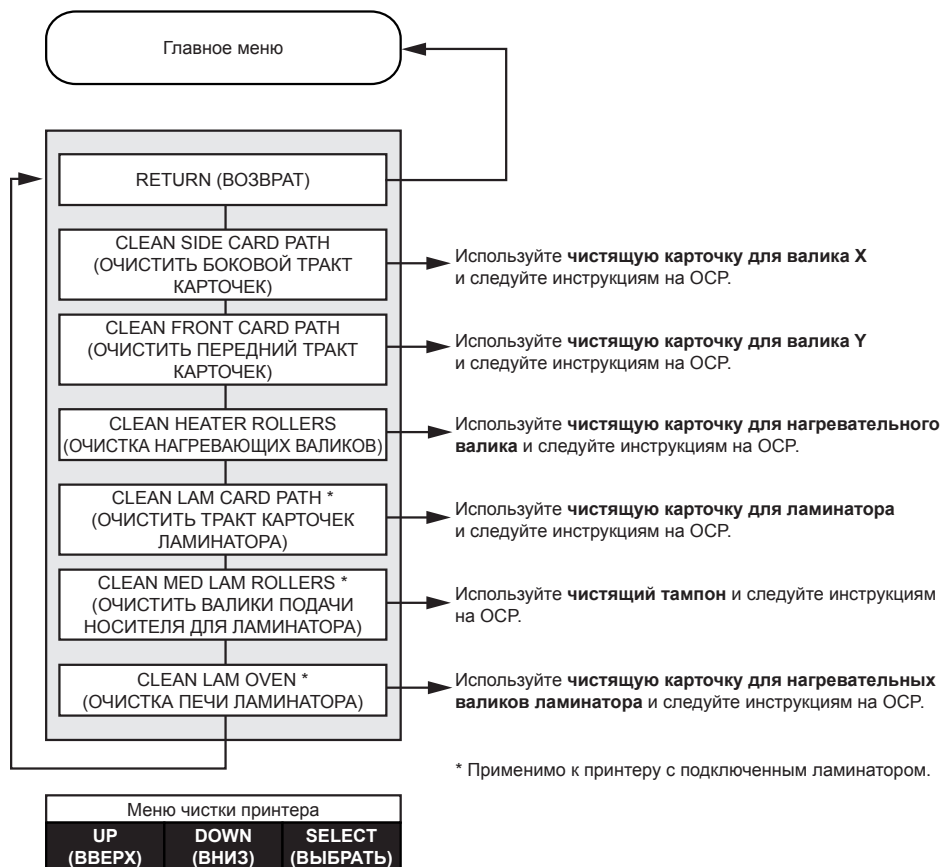 Главное меню
RETURN (ВОЗВРАТ)
CLEAN SIDE CARD PATH
(ОЧИСТИТЬ БОКОВОЙ ТРАКТ
КАРТОЧЕК)
Используйте чистящую карточку для валика X
и следуйте инструкциям на OCP.
CLEAN FRONT CARD PATH
(ОЧИСТИТЬ ПЕРЕДНИЙ ТРАКТ
КАРТОЧЕК)
Используйте чистящую карточку для валика Y
и следуйте инструкциям на OCP.
CLEAN HEATER ROLLERS
(ОЧИСТКА НАГРЕВАЮЩИХ ВАЛИКОВ)
Используйте чистящую карточку для нагревательного
валика и следуйте инструкциям на OCP.
CLEAN LAM CARD PATH *
(ОЧИСТИТЬ ТРАКТ КАРТОЧЕК
ЛАМИНАТОРА)
Используйте чистящую карточку для ламинатора
и следуйте инструкциям на OCP.
CLEAN MED LAM ROLLERS *
(ОЧИСТИТЬ ВАЛИКИ ПОДАЧИ
НОСИТЕЛЯ ДЛЯ ЛАМИНАТОРА)
Используйте чистящий тампон и следуйте инструкциям
на OCP.
CLEAN LAM OVEN *
(ОЧИСТКА ПЕЧИ ЛАМИНАТОРА)
Используйте чистящую карточку для нагревательных
валиков ламинатора и следуйте инструкциям на OCP.
* Применимо к принтеру с подключенным ламинатором.
Меню чистки принтера
UP DOWN SELECT
(ВВЕРХ) (ВНИЗ) (ВЫБРАТЬ)